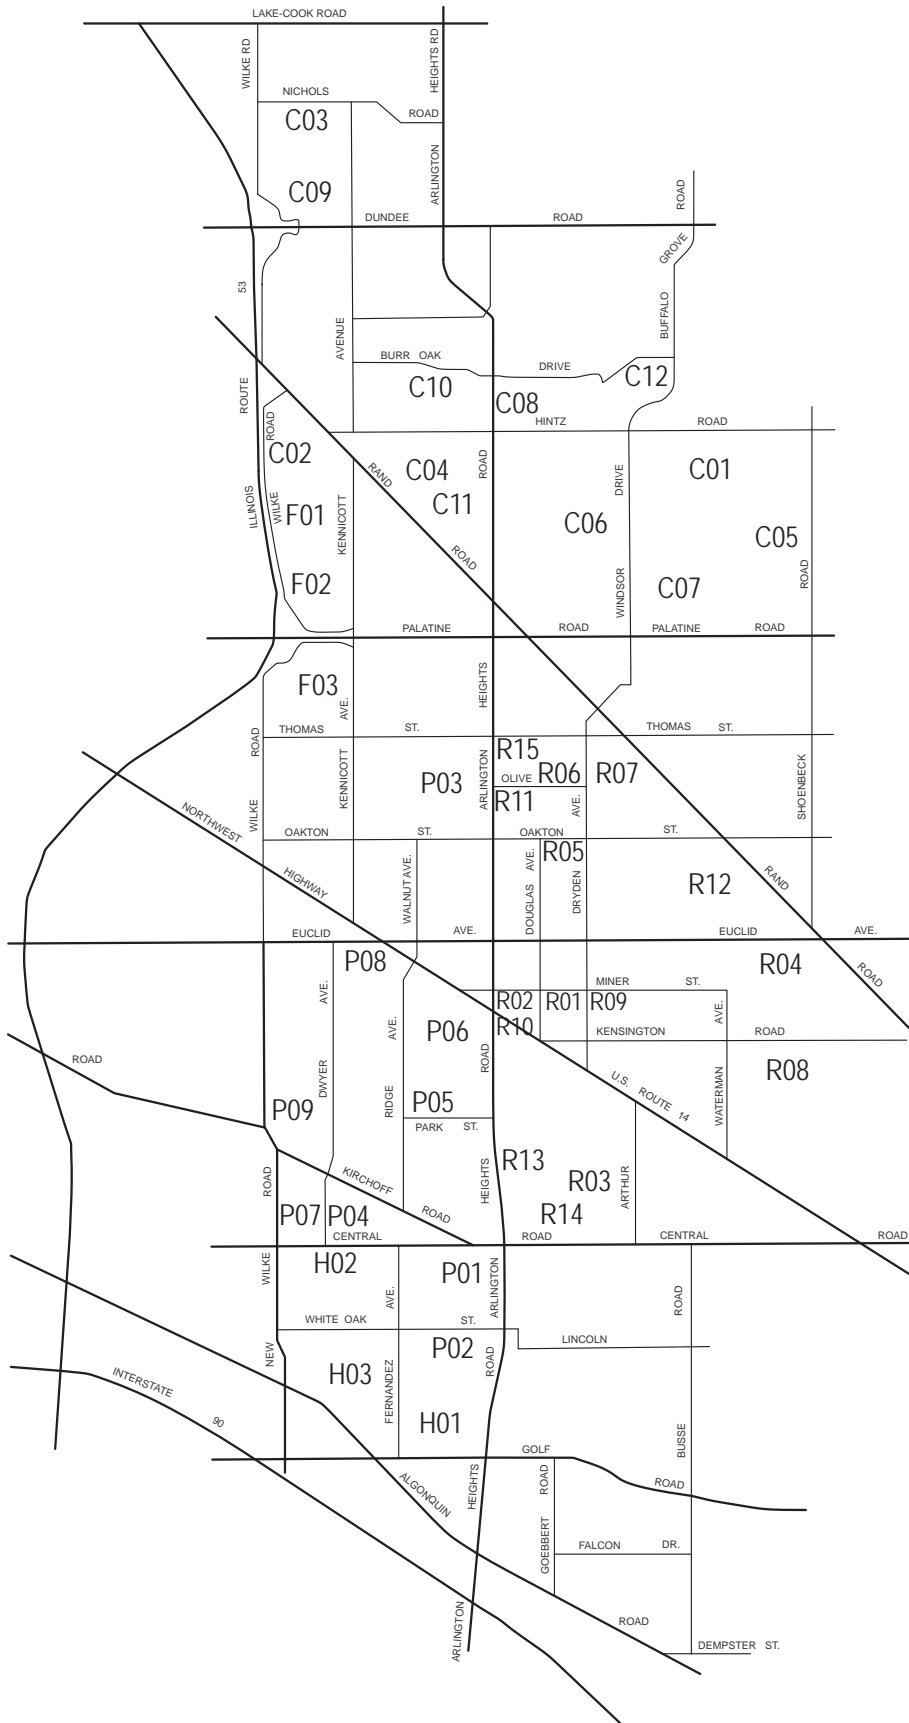 LAKE-COOK ROAD
WILKE RD
HEIGHTS RD
NICHOLS
ROAD
C03
ARLINGTON
C09
ROAD
DUNDEE
ROAD
GROVE
53
BUFFALO
AVENUE
BURR OAK
DRIVE
C10
C12
ROUTE
C08
HINTZ
ROAD
ROAD
C02
RAND
C04
ROAD
C01
DRIVE
ILLINOIS
WILKE
F01
KENNICOTT
C11
C06
C05
ROAD
ROAD
F02
WINDSOR
C07
PALATINE
ROAD
PALATINE
ROAD
F03
HEIGHTS
AVE.
THOMAS
ST.
THOMAS
ST.
ROAD
R15
KENNICOTT
P03
ARLINGTON
OLIVE
R06
R07
SHOENBECK
R11
AVE.
NORTHWEST
WILKE
OAKTON
ST.
OAKTON
ST.
R05
HIGHWAY
WALNUT AVE.
AVE.
DOUGLAS
DRYDEN
R12
RAND
EUCLID
AVE.
EUCLID
AVE.
P08
R04
ROAD
AVE.
MINER
ST.
R02
R01
R09
AVE.
P06
AVE.
R10
KENSINGTON
ROAD
ROAD
ROAD
DWYER
R08
U.S. ROUTE 14
WATERMAN
P09
RIDGE
P05
PARK ST.
R13
KIRCHOFF
ROAD
HEIGHTS
R03
ARTHUR
P07
P04
ROAD
R14
CENTRAL
ROAD
CENTRAL
ROAD
H02
P01
WILKE
AVE.
ARLINGTON
ROAD
WHITE OAK
ST.
LINCOLN
NEW
P02
ROAD
INTERSTATE
90
H03
FERNANDEZ
H01
BUSSE
GOLF
ROAD
ALGONQUIN
HEIGHTS
ROAD
GOEBBERT
FALCON
DR.
ARLINGTON
ROAD
DEMPSTER ST.